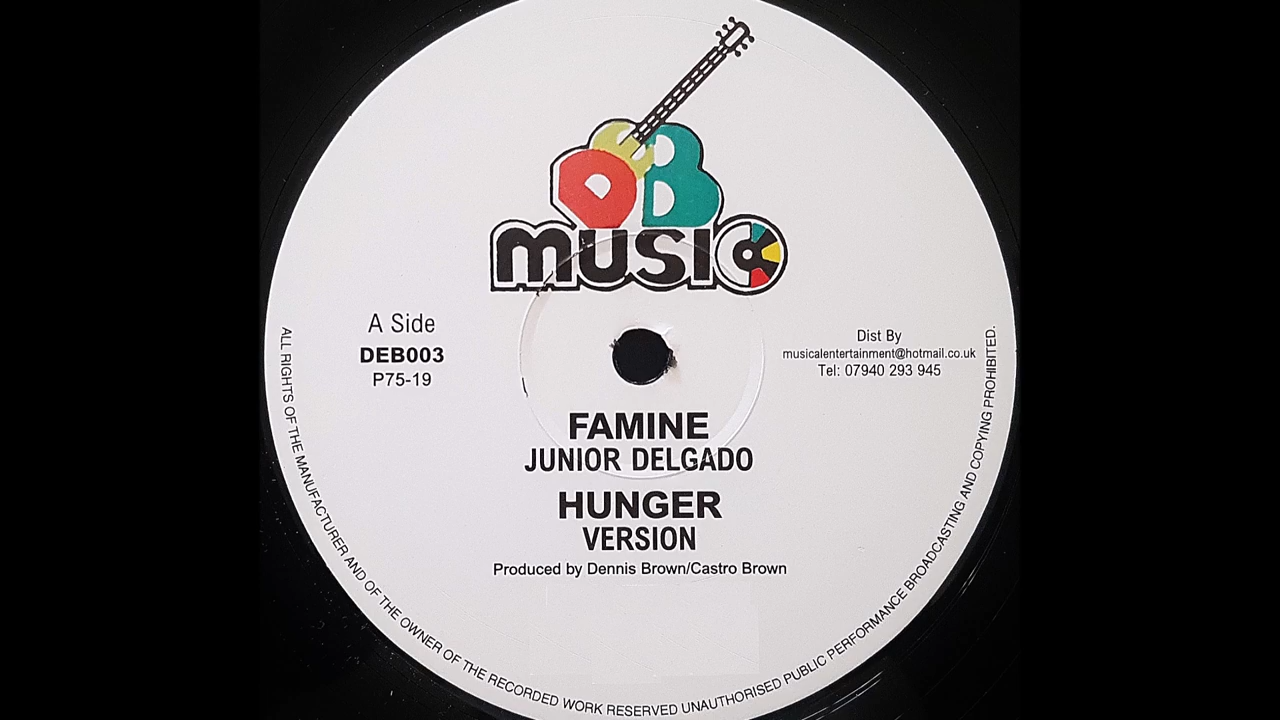 DEB
MUSIC
A Side
DEB003
P75-19
Dist By
musicalentertainment@hotmail.co.uk
Tel: 07940 293 945
FAMINE
JUNIOR DELGADO
HUNGER
VERSION
Produced by Dennis Brown/Castro Brown
ALL RIGHTS OF THE MANUFACTURER AND OF THE OWNER OF THE RECORDED WORK RESERVED UNAUTHORISED PUBLIC PERFORMANCE BROADCASTING AND COPYING PROHIBITED.